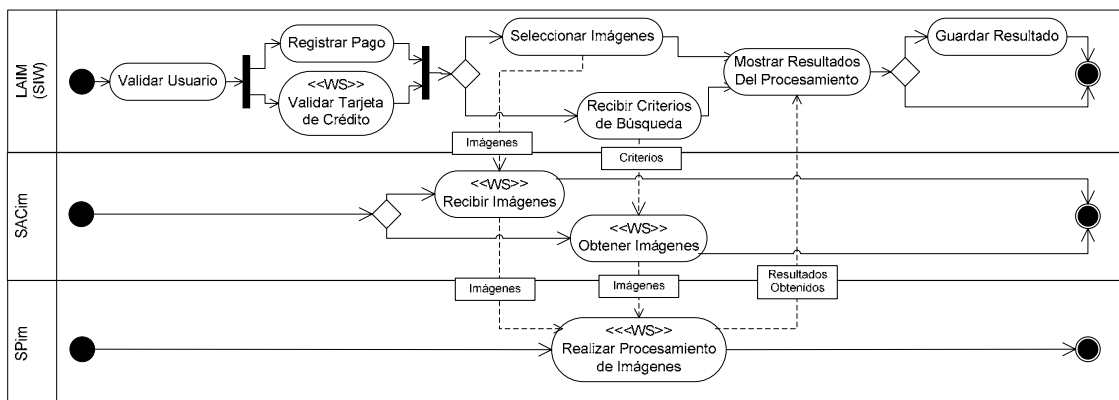 LAIM
(SIW)
Validar Usuario
Registrar Pago
<<WS>>
Validar Tarjeta
de Crédito
Seleccionar Imágenes
Recibir Criterios
de Búsqueda
Mostrar Resultados
Del Procesamiento
Guardar Resultado
Imágenes
Criterios
SACim
<<WS>>
Recibir Imágenes
<<WS>>
Obtener Imágenes
Imágenes
Imágenes
Resultados
Obtenidos
SPim
<<<WS>>
Realizar Procesamiento
de Imágenes